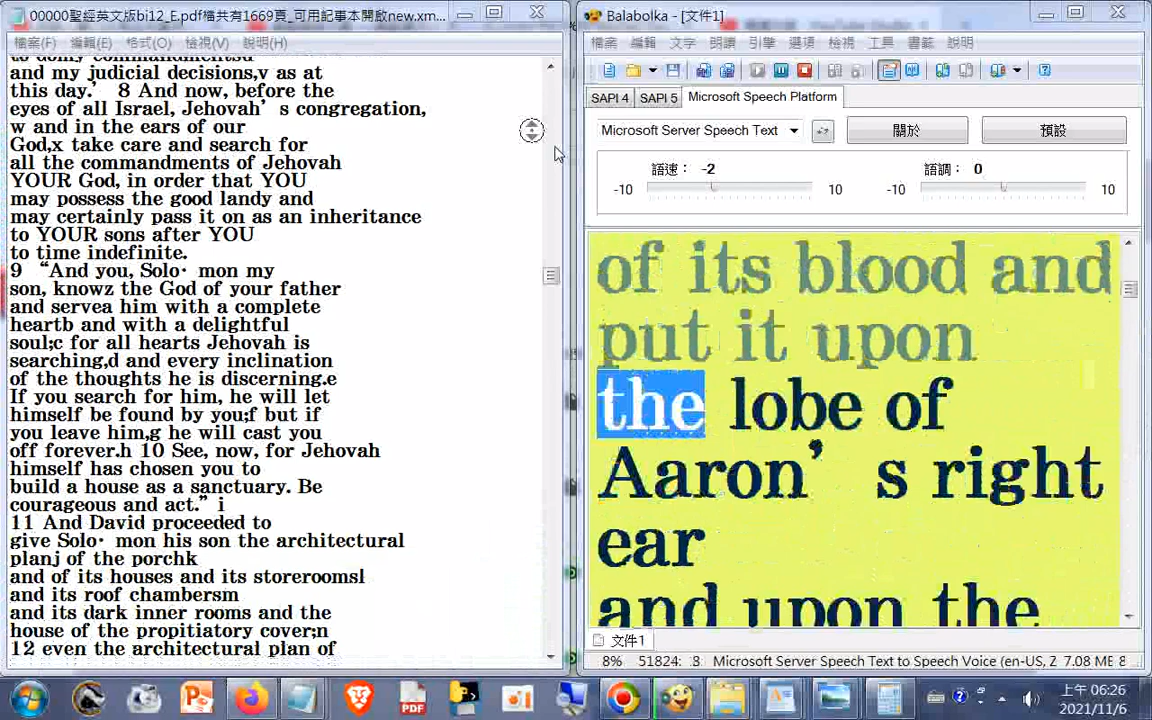 00000聖經英文版bi12_E.pdf檔共有1669頁_可用記事本開啟new.xm...
檔案(F) 編輯(E) 格式(O) 檢視(V) 說明(H)
and my judicial decisions,v as at
this day.’ 8 And now, before the
eyes of all Israel, Jehovah’s congregation,
w and in the ears of our
God,x take care and search for
all the commandments of Jehovah
YOUR God, in order that YOU
may possess the good landy and
may certainly pass it on as an inheritance
to YOUR sons after YOU
to time indefinite.
9 “And you, Solo·mon my
son, knowz the God of your father
and servea him with a complete
heartb and with a delightful
soul;c for all hearts Jehovah is
searching,d and every inclination
of the thoughts he is discerning.e
If you search for him, he will let
himself be found by you;f but if
you leave him,g he will cast you
off forever.h 10 See, now, for Jehovah
himself has chosen you to
build a house as a sanctuary. Be
courageous and act.” i
11 And David proceeded to
give Solo·mon his son the architectural
planj of the porchk
and of its houses and its storeroomsl
and its roof chambersm
and its dark inner rooms and the
house of the propitiatory cover;n
12 even the architectural plan of
Balabolka - [文件1]
檔案 編輯 文字 朗讀 引擎 選項 檢視 工具 書籤 說明
SAPI 4 SAPI 5 Microsoft Speech Platform
Microsoft Server Speech Text 關於 預設
語速： -2 語調： 0
-10 10 -10 10
of its blood and
put it upon
the lobe of
Aaron’s right
ear
and upon the
文件1
8% 51824: 3 Microsoft Server Speech Text to Speech Voice (en-US, Z 7.08 MB
PDF
上午 06:26
2021/11/6